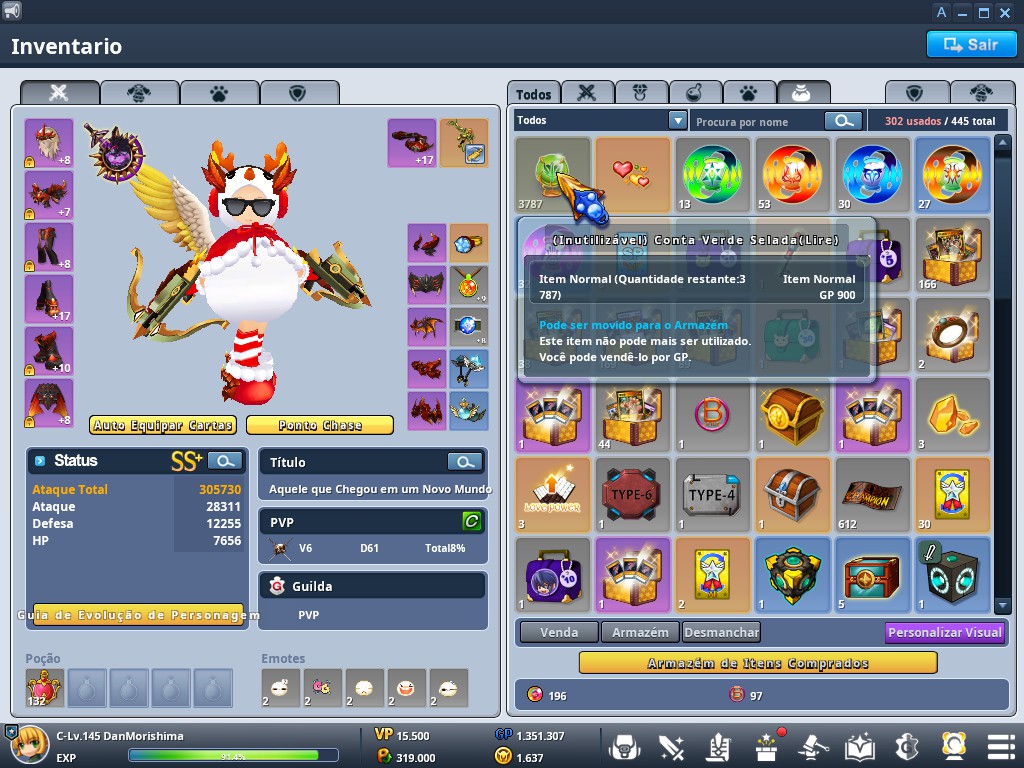 A
Inventario
Sair
Todos
Todos
Procura por nome
302 usados / 445 total
+8
+7
+8
+17
+10
+8
+17
+9
+8
3787
13
53
30
27
(Inutilizável) Conta Verde Selada(Lire)
Item Normal (Quantidade restante:3
787)
Item Normal
GP 900
Pode ser movido para o Armazém
Este item não pode mais ser utilizado.
Você pode vendê-lo por GP.
5
166
2
1
44
1
1
1
3
LOVE POWER
3
TYPE-6
1
TYPE-4
1
1
CHAMPION
612
30
10
1
1
2
1
5
1
Auto Equipar Cartas
Ponto Chase
Status
SS+
Ataque Total 305730
Ataque 28311
Defesa 12255
HP 7656
Guia de Evolução de Personagem
Título
Aquele que Chegou em um Novo Mundo
PVP
V6 D61 Total8%
Guilda
PVP
Poção
132
Emotes
2
2
2
2
2
Venda
Armazém
Desmanchar
Personalizar Visual
Armazém de Itens Comprados
196
97
C-Lv.145 DanMorishima
EXP
91.4%
VP 15.500
319.000
GP 1.351.307
1.637